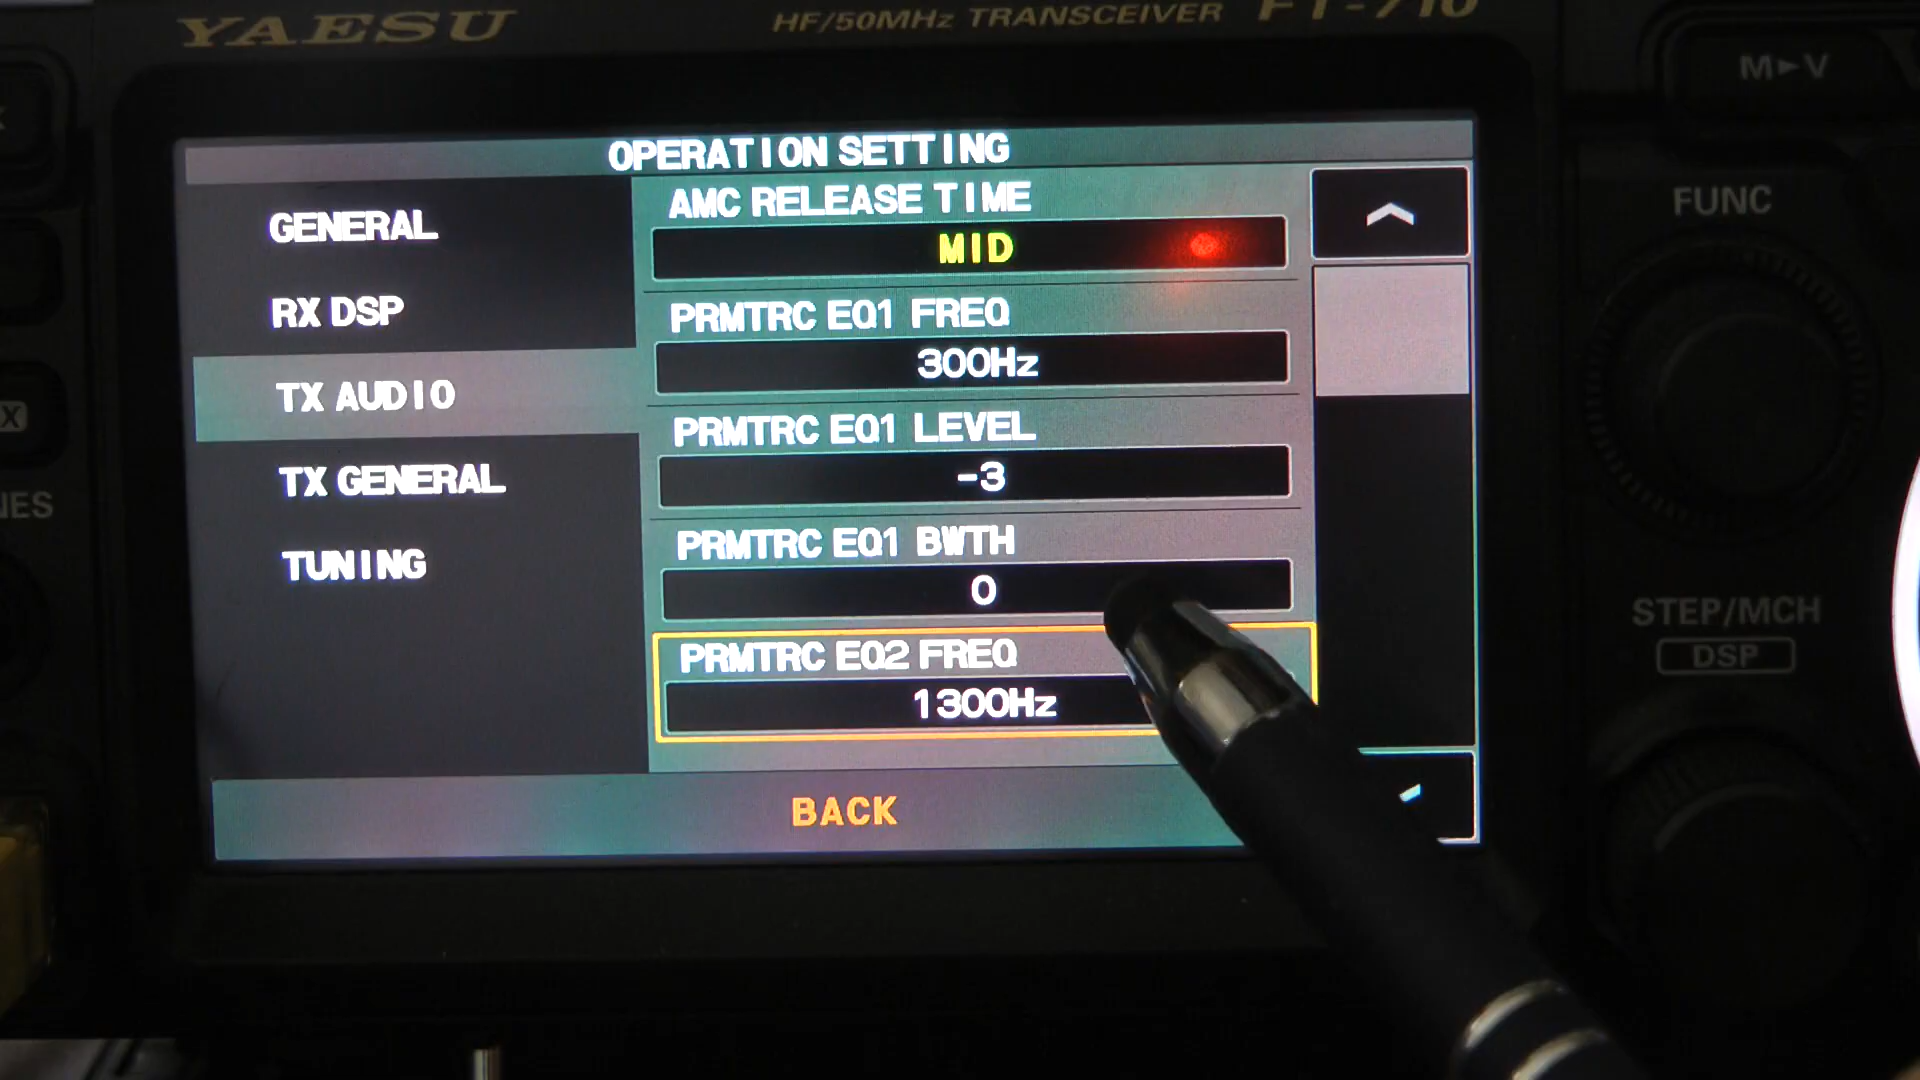 YAESU
HF/50MHz TRANSCEIVER FT-710
M►V
OPERATION SETTING
GENERAL
RX DSP
TX AUDIO
TX GENERAL
TUNING
AMC RELEASE TIME
MID
PRMTRC EQ1 FREQ
300Hz
PRMTRC EQ1 LEVEL
-3
PRMTRC EQ1 BWTH
0
PRMTRC EQ2 FREQ
1300Hz
BACK
FUNC
STEP/MCH
DSP